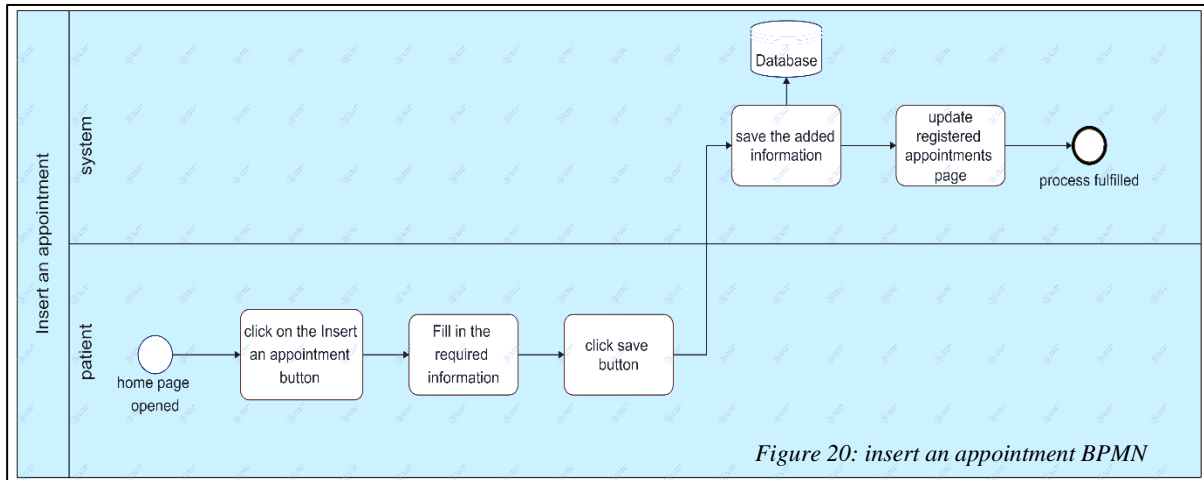 Insert an appointment
system
Database
save the added
information
update
registered
appointments
page
process fulfilled
patient
home page
opened
click on the Insert
an appointment
button
Fill in the
required
information
click save
button
Figure 20: insert an appointment BPMN